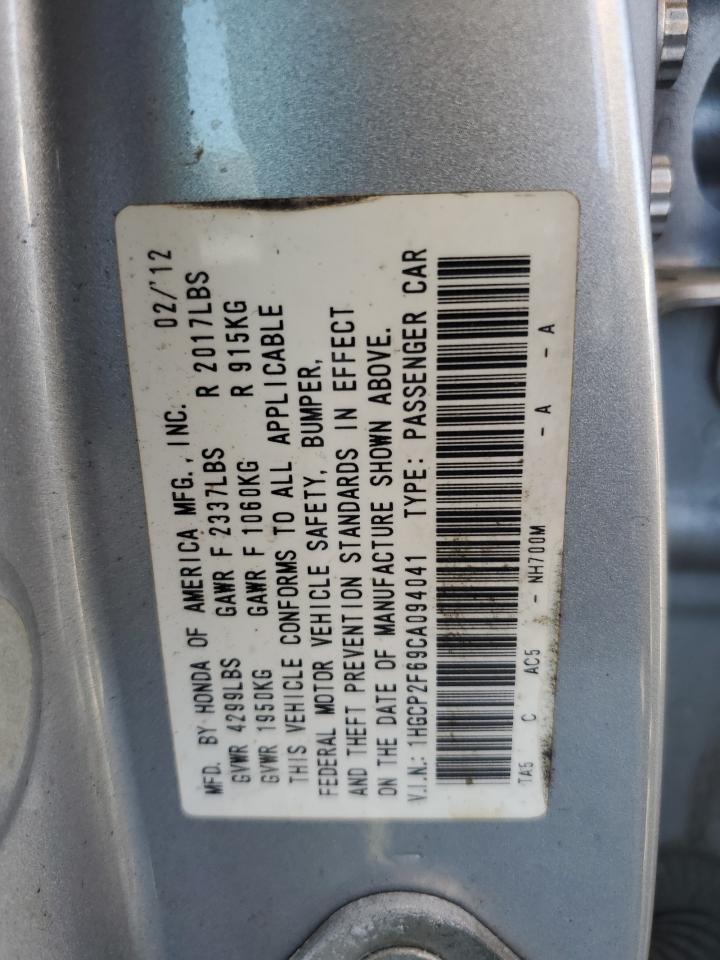 MFD. BY HONDA OF AMERICA MFG., INC. 02/'12
GVWR 4299LBS GAWR F 2337LBS R 2017LBS
GVWR 1950KG GAWR F 1060KG R 915KG
THIS VEHICLE CONFORMS TO ALL APPLICABLE
FEDERAL MOTOR VEHICLE SAFETY, BUMPER,
AND THEFT PREVENTION STANDARDS IN EFFECT
ON THE DATE OF MANUFACTURE SHOWN ABOVE.
V.I.N.: 1HGCP2F69CA094041 TYPE: PASSENGER CAR
TA5 C AC5 - NH700M - A - A